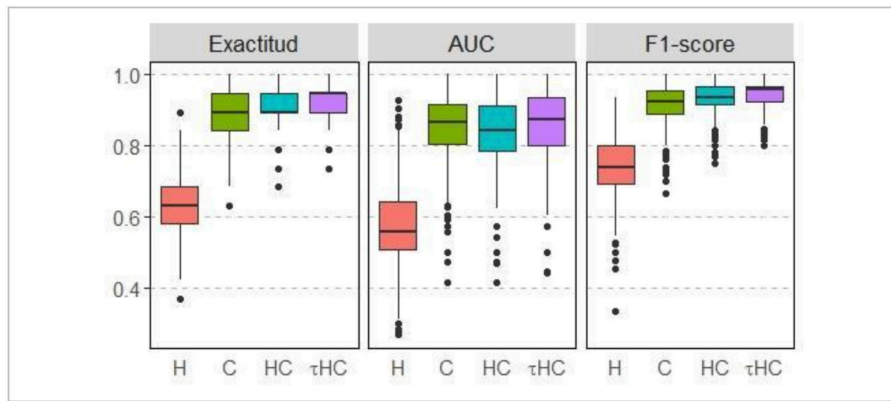 Exactitud AUC F1-score
1.0
0.8
0.6
0.4
H C HC τHC H C HC τHC H C HC τHC